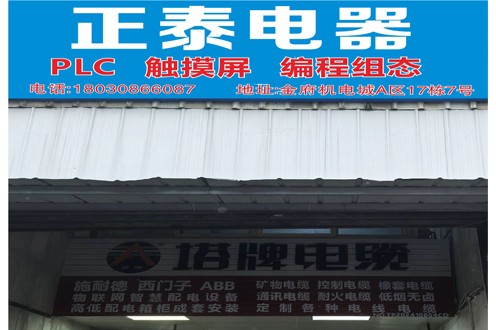 正泰电器
PLC 触摸屏 编程组态
电话:18030866087 地址:金府机电城A区17栋7号
塔牌电缆
施耐德 西门子 ABB 矿物电缆 控制电缆 橡套电缆
物联网智慧配电设备 通讯电缆 耐火电缆 低烟无卤
高低配电箱柜成套安装 定制各种电线电缆